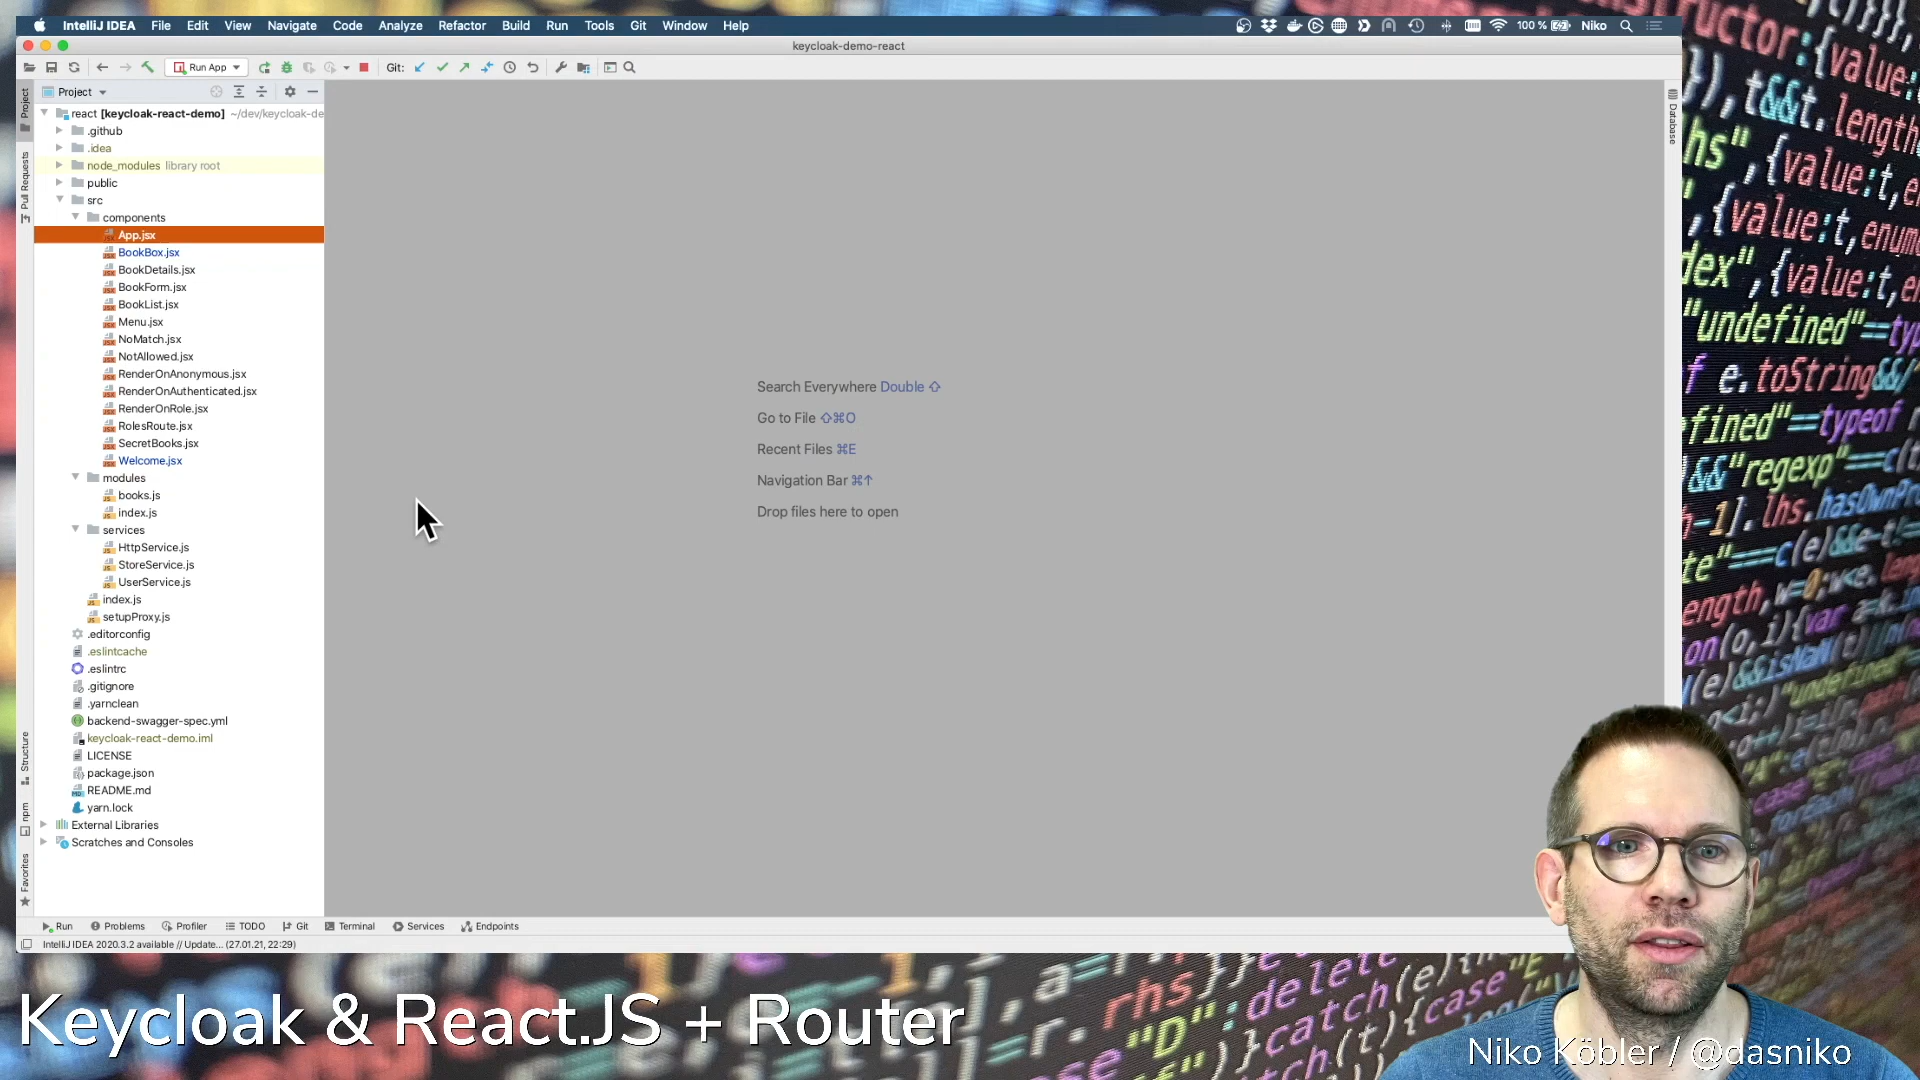 IntelliJ IDEA File Edit View Navigate Code Analyze Refactor Build Run Tools Git Window Help 100 % Niko
keycloak-demo-react
Run App Git:
Project
react [keycloak-react-demo] ~/dev/keycloak-de
.github
.idea
node_modules library root
public
src
components
App.jsx
BookBox.jsx
BookDetails.jsx
BookForm.jsx
BookList.jsx
Menu.jsx
NoMatch.jsx
NotAllowed.jsx
RenderOnAnonymous.jsx
RenderOnAuthenticated.jsx
RenderOnRole.jsx
RolesRoute.jsx
SecretBooks.jsx
Welcome.jsx
modules
books.js
index.js
services
HttpService.js
StoreService.js
UserService.js
index.js
setupProxy.js
.editorconfig
.eslintcache
.eslintrc
.gitignore
.yarnclean
backend-swagger-spec.yml
keycloak-react-demo.iml
LICENSE
package.json
README.md
yarn.lock
External Libraries
Scratches and Consoles
Project
Pull Requests
Structure
npm
Favorites
Search Everywhere Double ⇧
Go to File ⇧⌘O
Recent Files ⌘E
Navigation Bar ⌘↑
Drop files here to open
Database
Run Problems Profiler TODO Git Terminal Services Endpoints
IntelliJ IDEA 2020.3.2 available // Update... (27.01.21, 22:29)
Keycloak & React.JS + Router
Niko Köbler / @dasniko